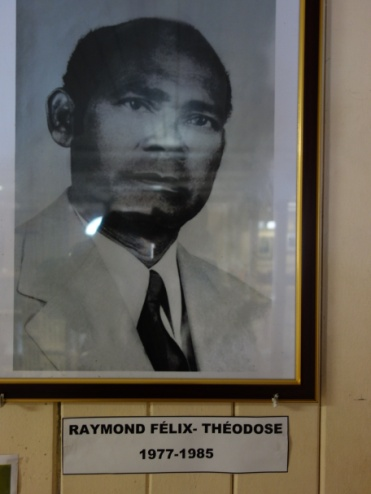 RAYMOND FÉLIX- THÉODOSE
1977-1985